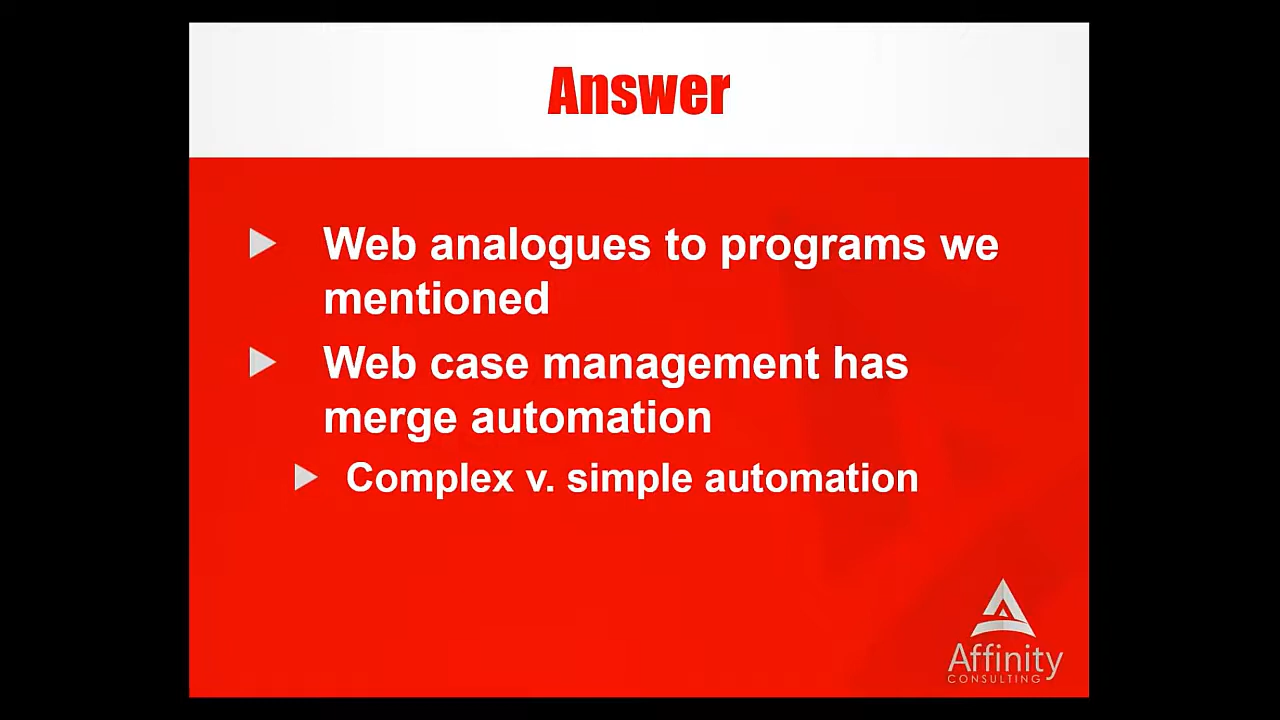 Answer
Web analogues to programs we
mentioned
Web case management has
merge automation
Complex v. simple automation
Affinity
CONSULTING